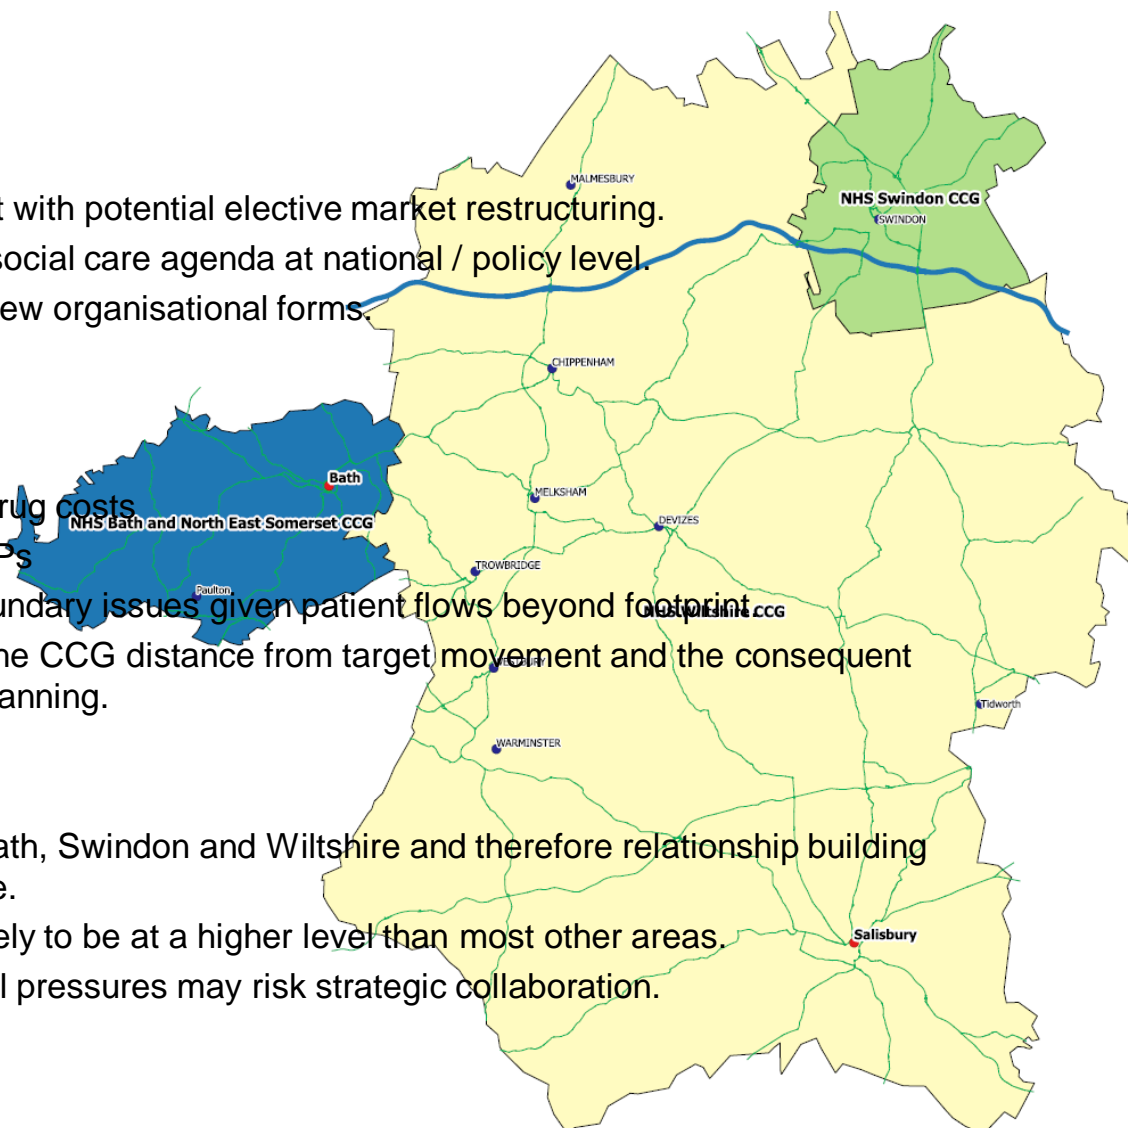 MALMESBURY
NHS Swindon CCG
t with potential elective market restructuring.
SWINDON
social care agenda at national / policy level.
ew organisational forms.
CHIPPENHAM
Bath
MELKSHAM
rug costs
NHS Bath and North East Somerset CCG
DEVIZES
Ps
TROWBRIDGE
Paulton
undary issues given patient flows beyond footprint.
NHS Wiltshire CCG
ne CCG distance from target movement and the consequent
WESTBURY
anning.
Tidworth
WARMINSTER
ath, Swindon and Wiltshire and therefore relationship building
e.
ely to be at a higher level than most other areas.
Salisbury
l pressures may risk strategic collaboration.